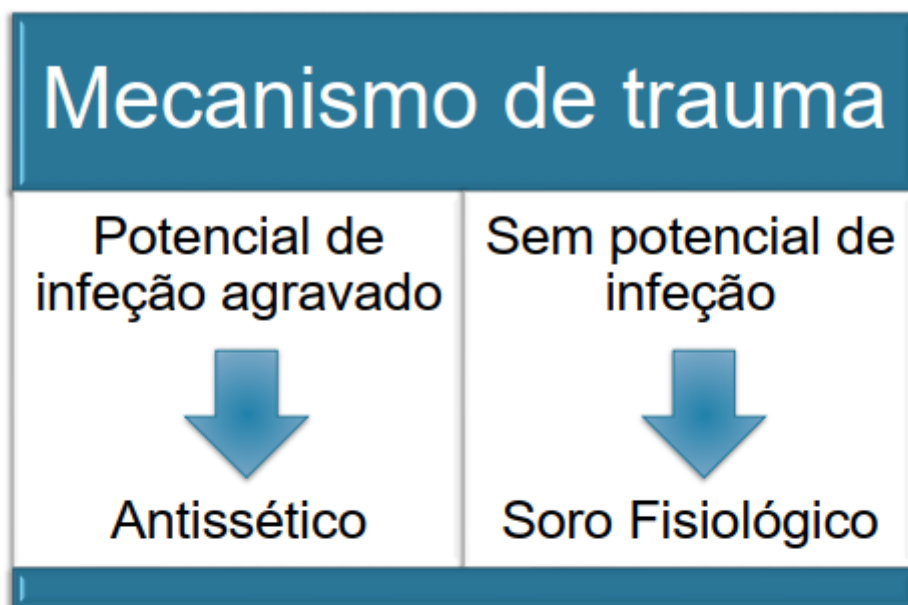 Mecanismo de trauma
Potencial de
infeção agravado
Sem potencial de
infeção
Antissético
Soro Fisiológico